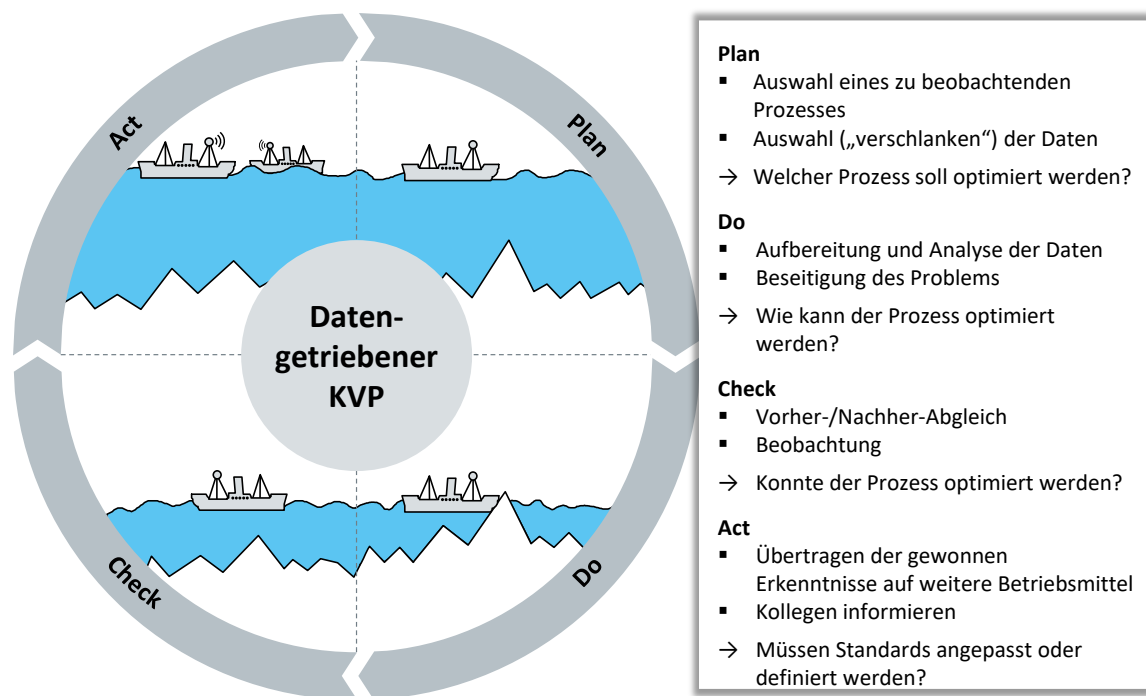 Act
Plan
Daten-
getriebener
KVP
Check
Do
Plan
▪ Auswahl eines zu beobachtenden
Prozesses
▪ Auswahl („verschlanken“) der Daten
→ Welcher Prozess soll optimiert werden?
Do
▪ Aufbereitung und Analyse der Daten
▪ Beseitigung des Problems
→ Wie kann der Prozess optimiert
werden?
Check
▪ Vorher-/Nachher-Abgleich
▪ Beobachtung
→ Konnte der Prozess optimiert werden?
Act
▪ Übertragen der gewonnen
Erkenntnisse auf weitere Betriebsmittel
▪ Kollegen informieren
→ Müssen Standards angepasst oder
definiert werden?